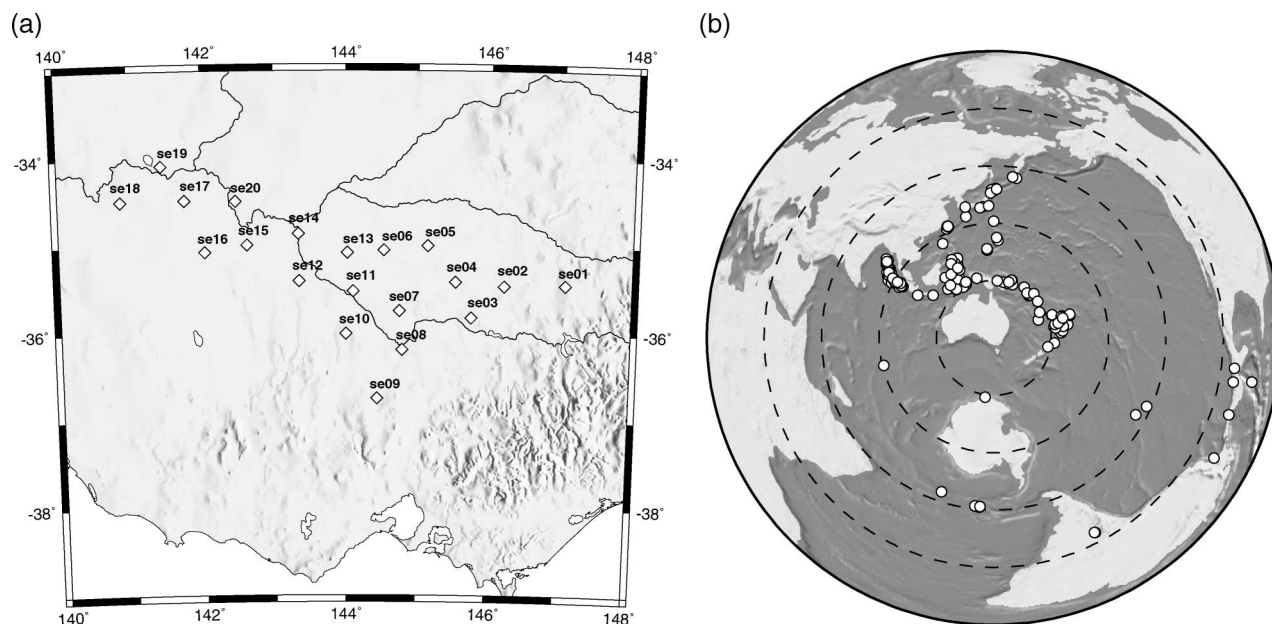 (a)
(b)
140° 142° 144° 146° 148°
-34° -34°
se19
se18 se17 se20
se14
se16 se15 se13 se06 se05
se12 se11 se04 se02 se01
se07 se03
-36° -36°
se10 se08
se09
-38° -38°
140° 142° 144° 146° 148°